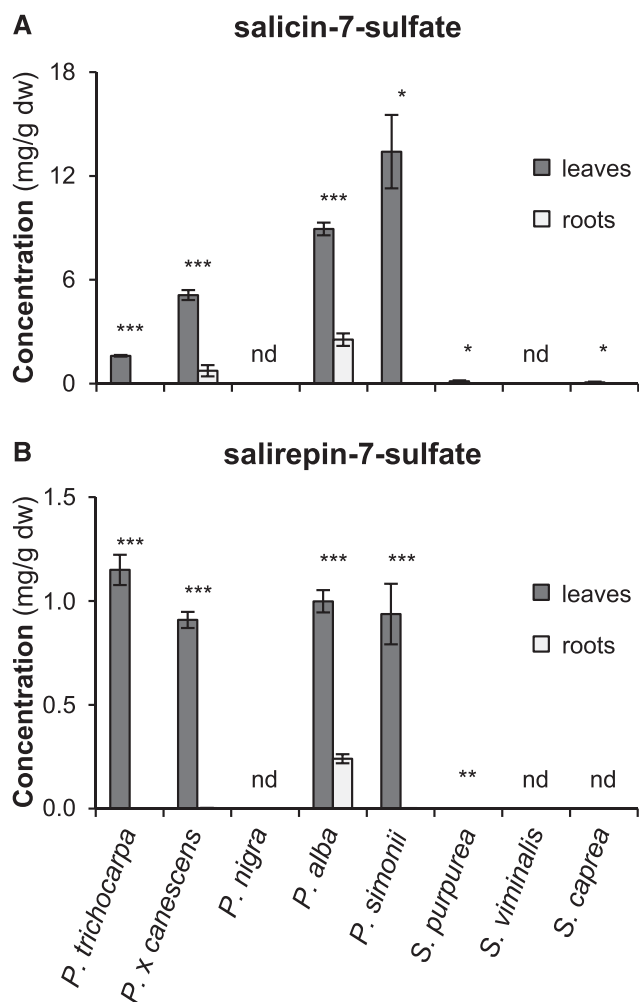 A salicin-7-sulfate
Concentration (mg/g dw)
18
12
6
0
*** *** nd *** * * nd *
leaves
roots
B salirepin-7-sulfate
Concentration (mg/g dw)
1.5
1.0
0.5
0.0
*** *** nd *** *** ** nd nd
leaves
roots
P. trichocarpa
P. x canescens
P. nigra
P. alba
P. simonii
S. purpurea
S. viminalis
S. caprea